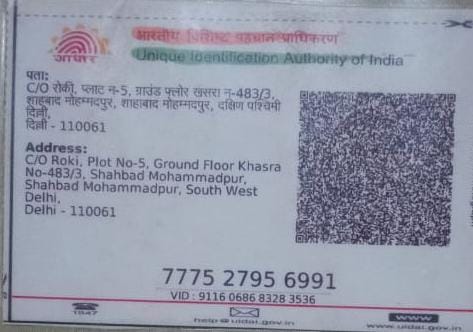 भारतीय विशिष्ट पहचान प्राधिकरण
Unique Identification Authority of India
आधार
पता:
C/O रोकी, प्लाट न-5, ग्राउंड फ्लोर खसरा न-483/3,
शाहबाद मोहम्मदपुर, शाहाबाद मोहम्मदपुर, दक्षिण पश्चिमी
दिल्ली,
दिल्ली - 110061
Address:
C/O Roki, Plot No-5, Ground Floor Khasra
No-483/3, Shahbad Mohammadpur,
Shahbad Mohammadpur, South West
Delhi,
Delhi - 110061
7775 2795 6991
VID : 9116 0686 8328 3536
1947
help@uidai.gov.in
www
www.uidai.gov.in